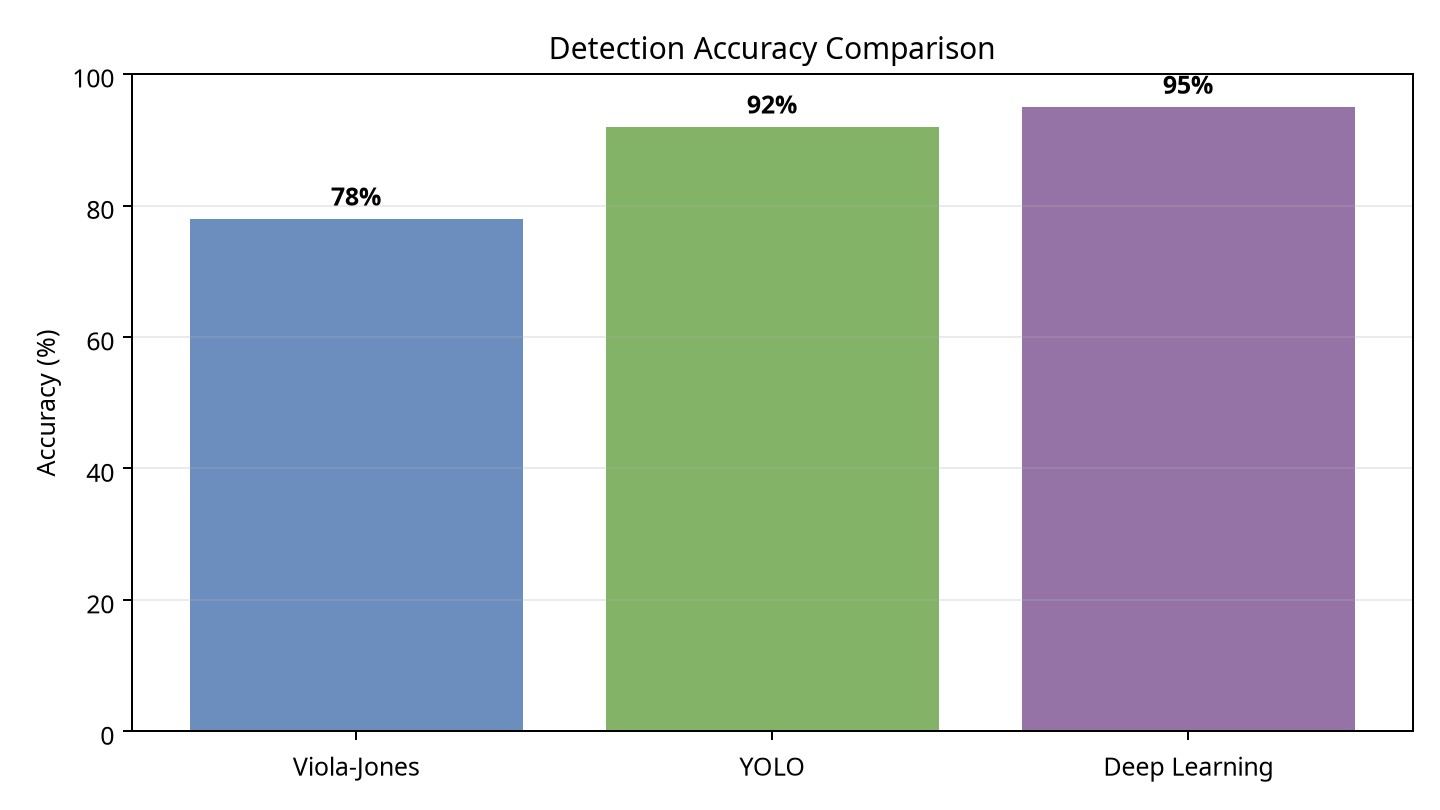 Detection Accuracy Comparison
100
80
60
40
20
0
Accuracy (%)
78%
92%
95%
Viola-Jones
YOLO
Deep Learning